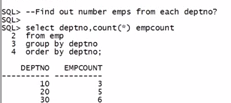 SQL> --Find out number emps from each deptno?
SQL>
SQL> select deptno,count(*) empcount
  2  from emp
  3  group by deptno
  4  order by deptno;

    DEPTNO   EMPCOUNT
---------- ----------
        10          3
        20          5
        30          6